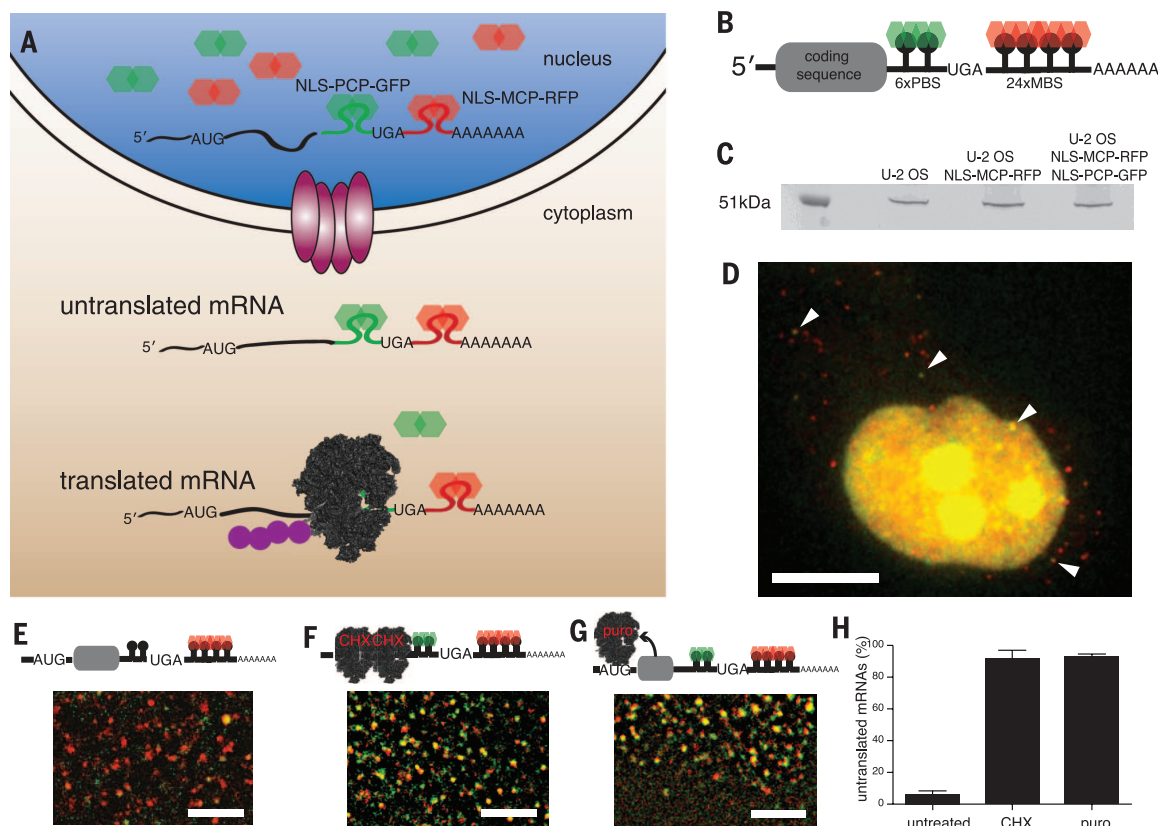 A
nucleus
NLS-PCP-GFP
NLS-MCP-RFP
5′
AUG
UGA
AAAAAAA
cytoplasm
untranslated mRNA
5′
AUG
UGA
AAAAAAA
translated mRNA
5′
AUG
UGA
AAAAAAA
B
5′
coding
sequence
6xPBS
UGA
24xMBS
AAAAAA
C
51kDa
U-2 OS
U-2 OS
NLS-MCP-RFP
U-2 OS
NLS-MCP-RFP
NLS-PCP-GFP
D
E
AUG
UGA
AAAAAAA
F
CHX CHX
UGA
AAAAAAA
G
puro
AUG
UGA
AAAAAAA
H
untranslated mRNAs (%)
100
80
60
40
20
0
untreated
CHX
puro